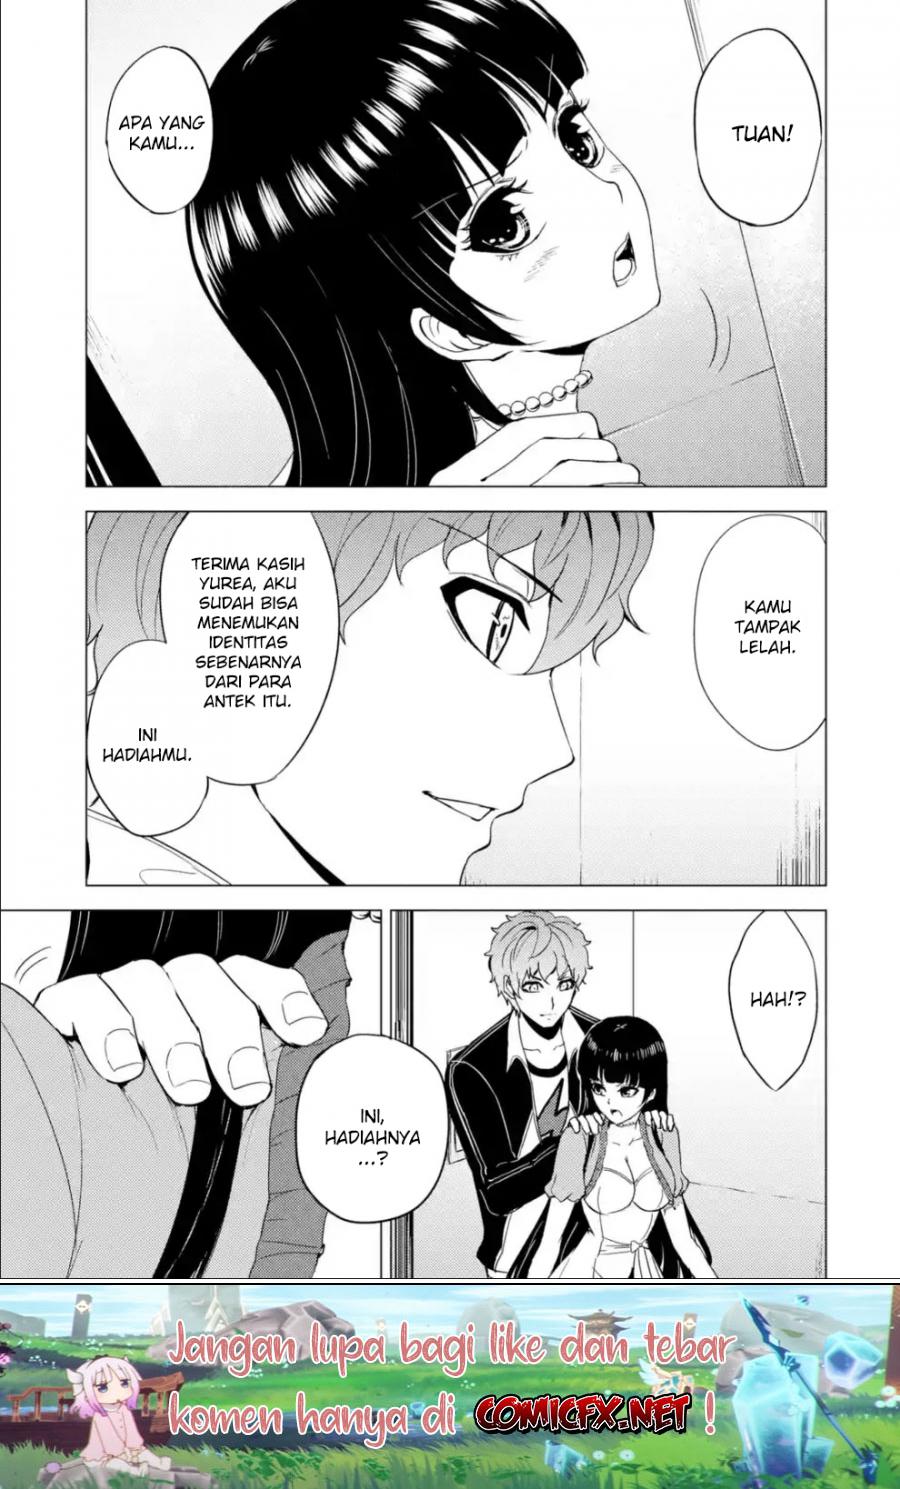 TUAN!
APA YANG
KAMU...
KAMU
TAMPAK
LELAH.
TERIMA KASIH
YUREA, AKU
SUDAH BISA
MENEMUKAN
IDENTITAS
SEBENARNYA
DARI PARA
ANTEK ITU.
INI
HADIAHMU.
HAH!?
INI,
HADIAHNYA
...?
Jangan lupa bagi like dan tebar
komen hanya di COMICFX.NET !